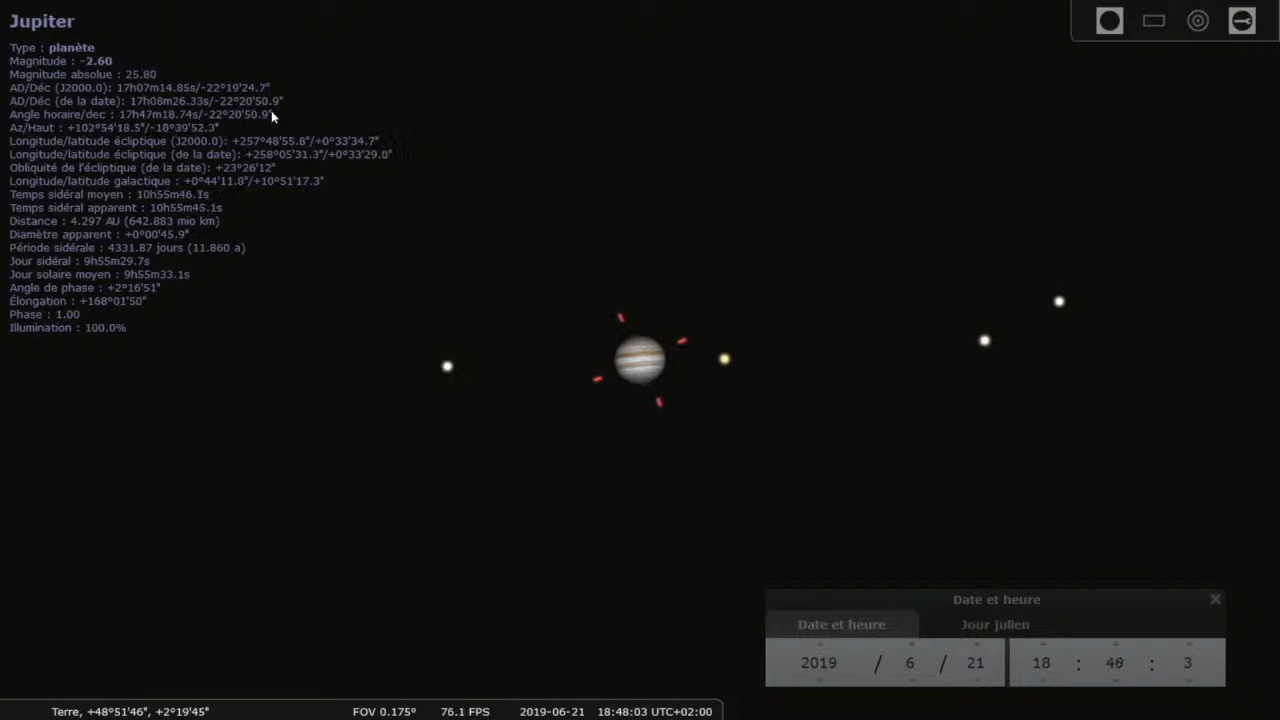 Jupiter
Type : planète
Magnitude : -2.60
Magnitude absolue : 25.80
AD/Déc (J2000.0): 17h07m14.85s/-22°19'24.7"
AD/Déc (de la date): 17h08m26.33s/-22°20'50.9"
Angle horaire/dec : 17h47m18.74s/-22°20'50.9"
Az/Haut : +102°54'18.5"/-18°39'52.3"
Longitude/latitude écliptique (J2000.0): +257°48'55.8"/+0°33'34.7"
Longitude/latitude écliptique (de la date): +258°05'31.3"/+0°33'29.0"
Obliquité de l'écliptique (de la date): +23°26'12"
Longitude/latitude galactique : +0°44'11.8"/+10°51'17.3"
Temps sidéral moyen : 10h55m46.1s
Temps sidéral apparent : 10h55m45.1s
Distance : 4.297 AU (642.883 mio km)
Diamètre apparent : +0°00'45.9"
Période sidérale : 4331.87 jours (11.860 a)
Jour sidéral : 9h55m29.7s
Jour solaire moyen : 9h55m33.1s
Angle de phase : +2°16'51"
Élongation : +168°01'50"
Phase : 1.00
Illumination : 100.0%
Date et heure
Date et heure Jour julien
2019 / 6 / 21 18 : 48 : 3
Terre, +48°51'46", +2°19'45" FOV 0.175° 76.1 FPS 2019-06-21 18:48:03 UTC+02:00